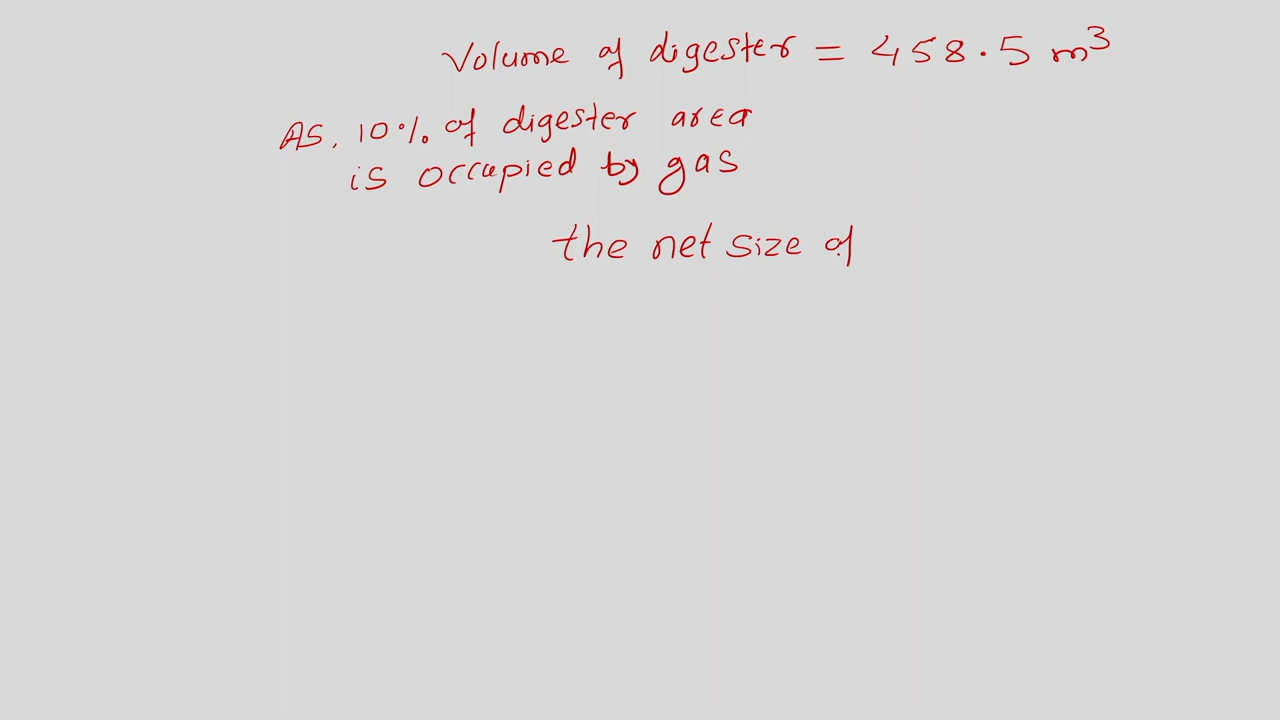 Volume of digester = 458.5 m³
As, 10% of digester area
is occupied by gas
the net size of